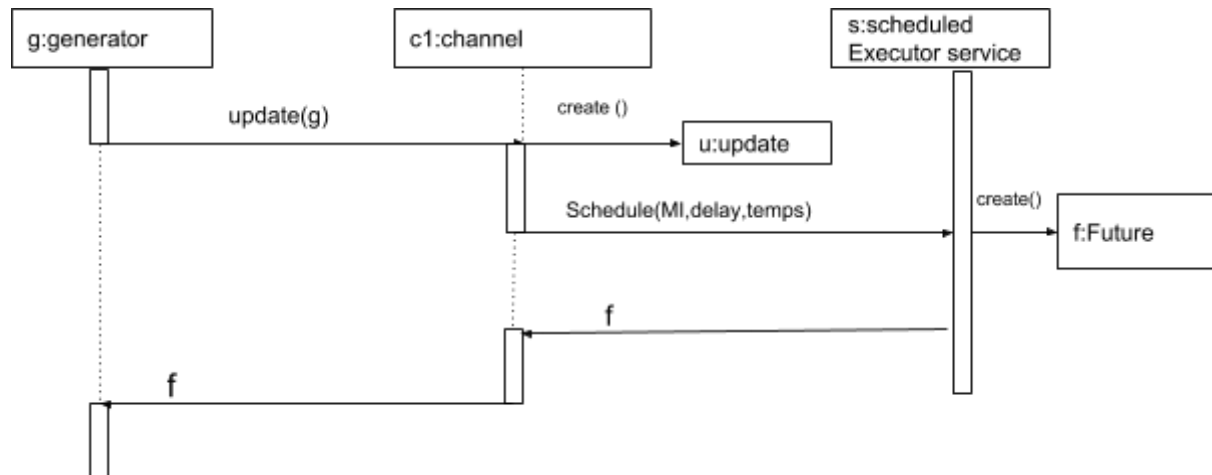 g:generator
c1:channel
s:scheduled
Executor service
update(g)
create ()
u:update
Schedule(MI,delay,temps)
create()
f:Future
f
f